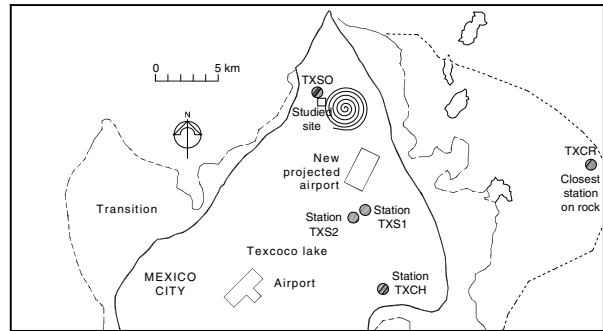 TXSO
0 5 km
Studied
site
N
TXCR
Closest
station
on rock
New
projected
airport
Transition
Station
TXS1
Station
TXS2
Texcoco lake
MEXICO
CITY
Airport
Station
TXCH